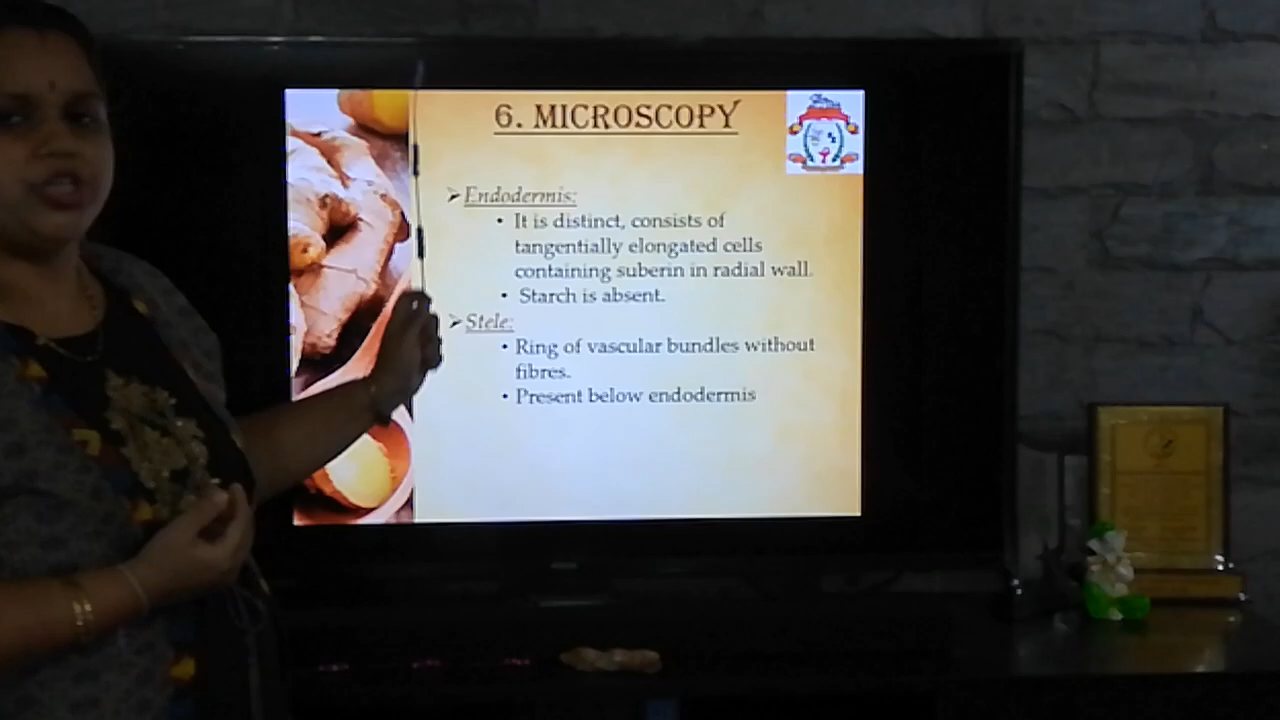 6. MICROSCOPY
➢ Endodermis:
• It is distinct, consists of
tangentially elongated cells
containing suberin in radial wall.
• Starch is absent.
➢ Stele:
• Ring of vascular bundles without
fibres.
• Present below endodermis